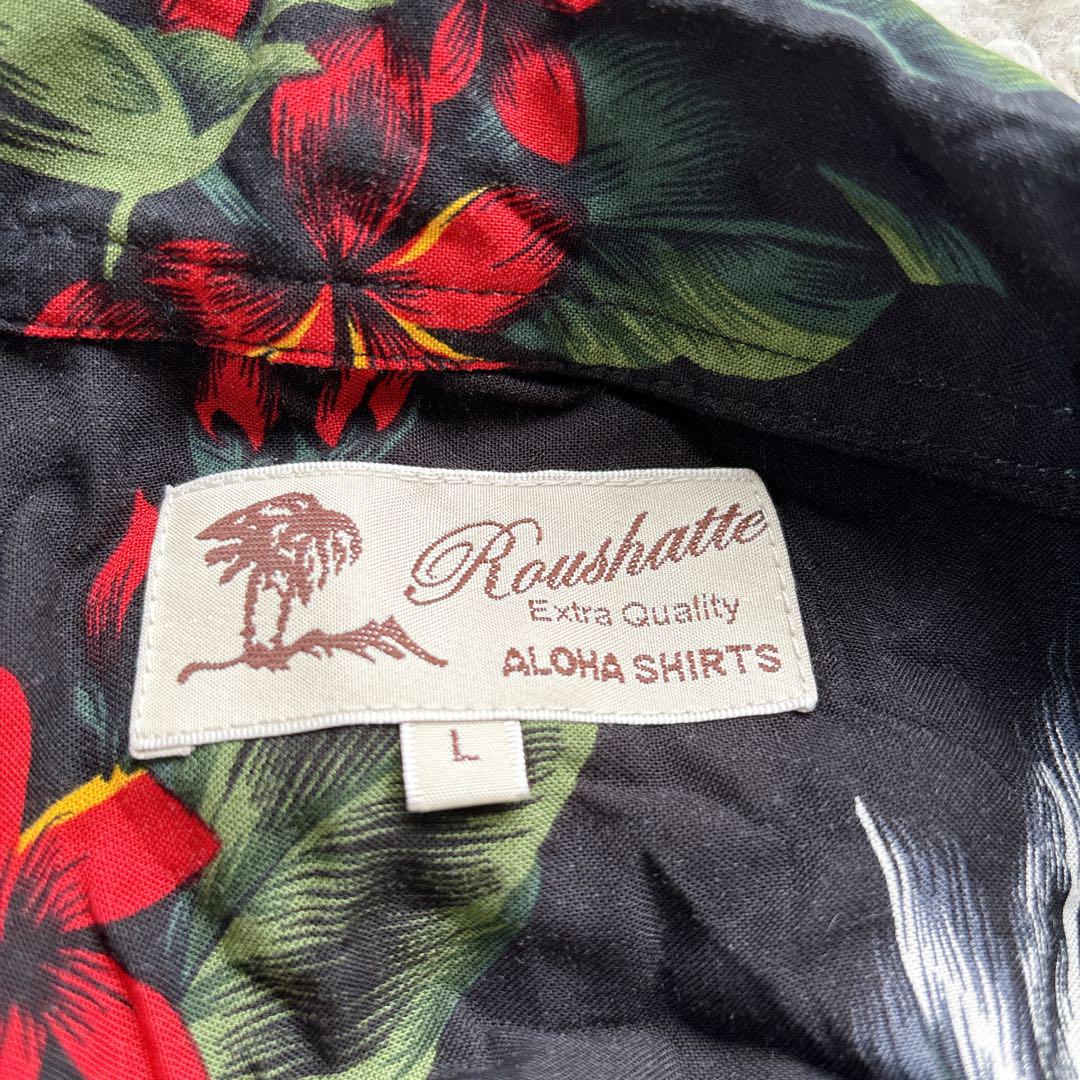 Roushatte
Extra Quality
ALOHA SHIRTS
L